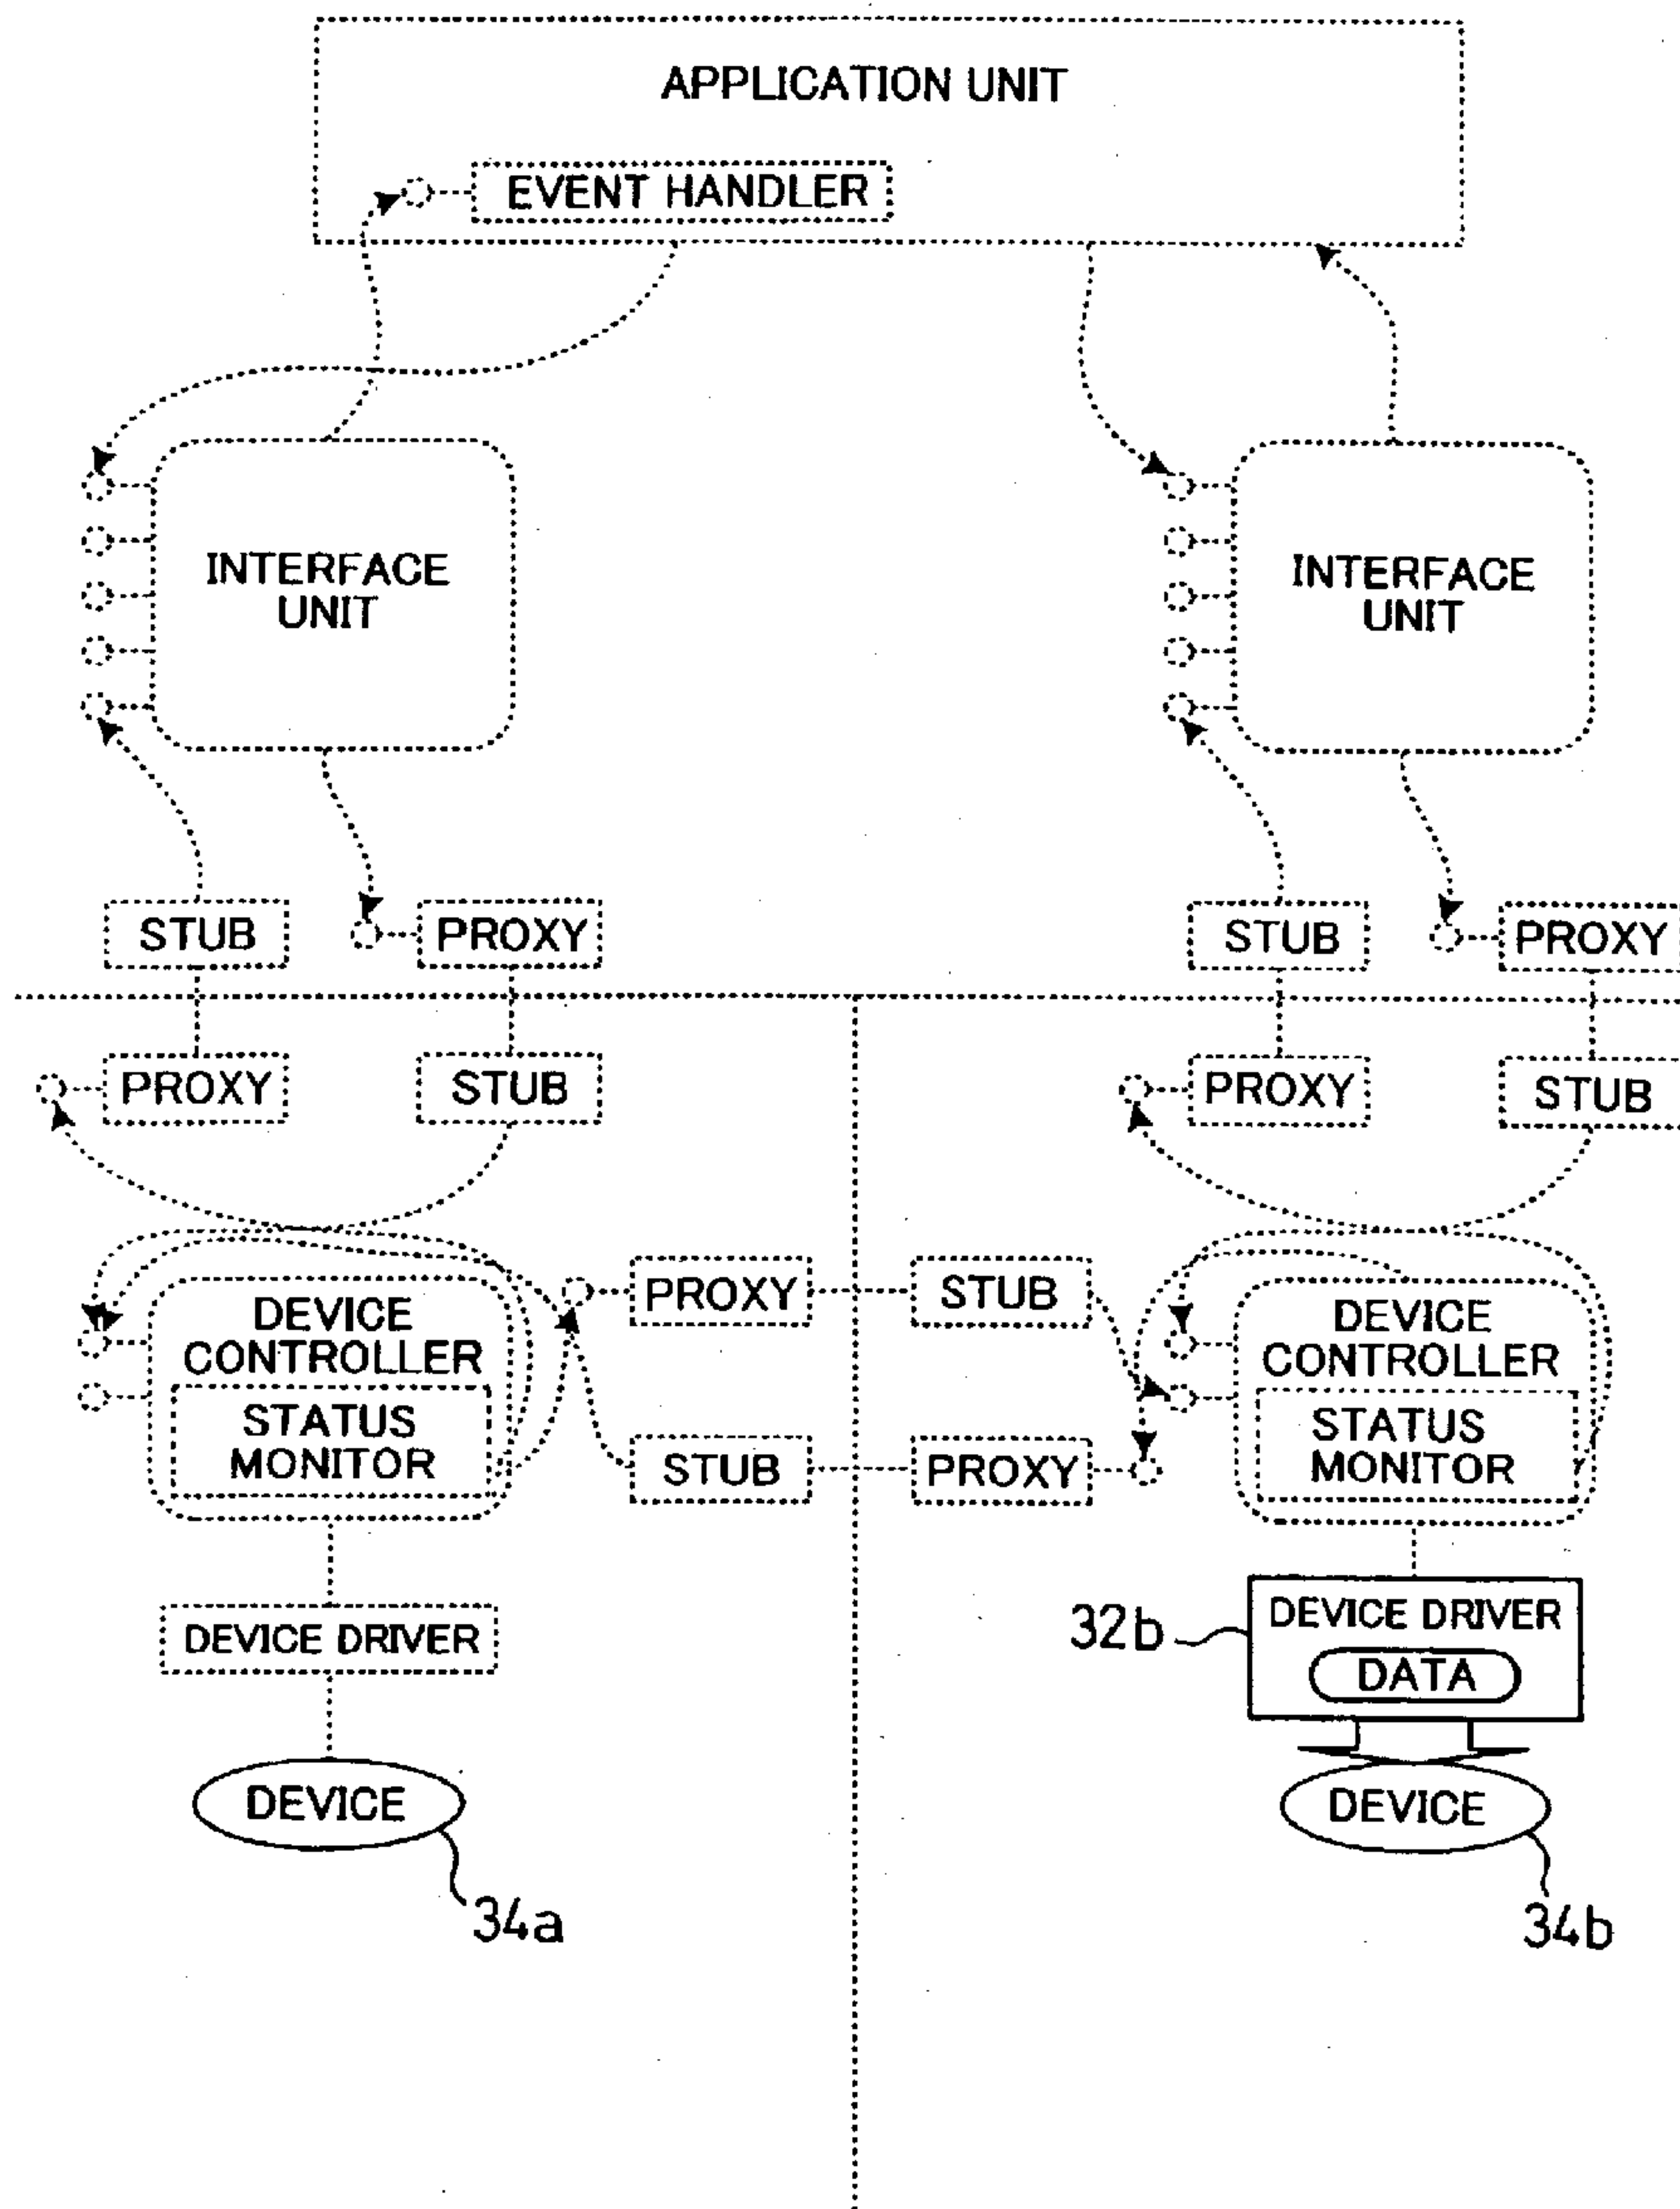 APPLICATION UNIT
EVENT HANDLER
INTERFACE
UNIT
INTERFACE
UNIT
STUB
PROXY
STUB
PROXY
PROXY
STUB
PROXY
STUB
PROXY
STUB
DEVICE
CONTROLLER
STATUS
MONITOR
DEVICE
CONTROLLER
STATUS
MONITOR
STUB
PROXY
DEVICE DRIVER
32b
DEVICE DRIVER
DATA
DEVICE
DEVICE
34a
34b